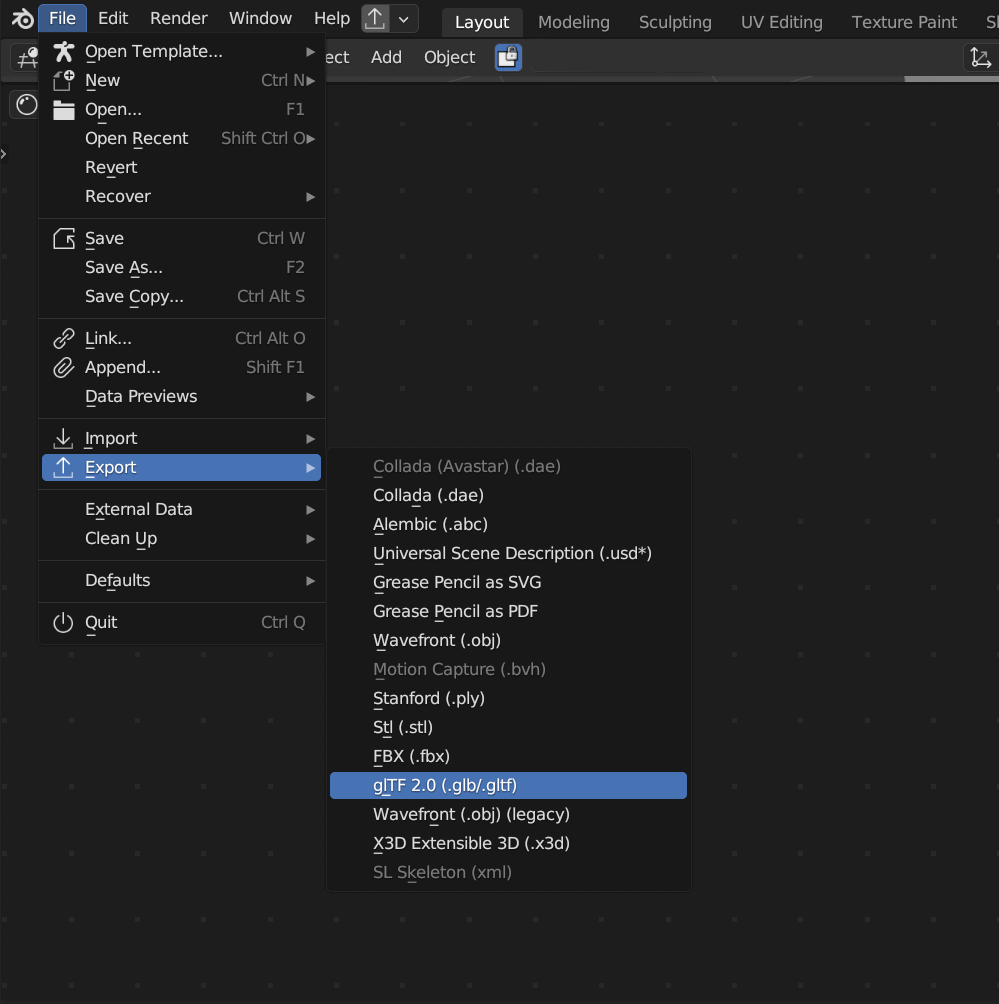 File Edit Render Window Help Layout Modeling Sculpting UV Editing Texture Paint
ect Add Object
Open Template...
New Ctrl N
Open... F1
Open Recent Shift Ctrl O
Revert
Recover
Save Ctrl W
Save As... F2
Save Copy... Ctrl Alt S
Link... Ctrl Alt O
Append... Shift F1
Data Previews
Import
Export
External Data
Clean Up
Defaults
Quit Ctrl Q
Collada (Avastar) (.dae)
Collada (.dae)
Alembic (.abc)
Universal Scene Description (.usd*)
Grease Pencil as SVG
Grease Pencil as PDF
Wavefront (.obj)
Motion Capture (.bvh)
Stanford (.ply)
Stl (.stl)
FBX (.fbx)
glTF 2.0 (.glb/.gltf)
Wavefront (.obj) (legacy)
X3D Extensible 3D (.x3d)
SL Skeleton (xml)